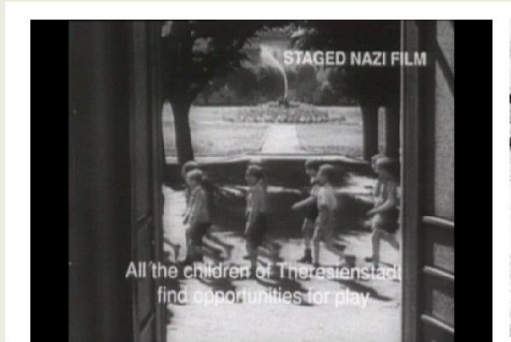 STAGED NAZI FILM
All the children of Theresienstadt
find opportunities for play